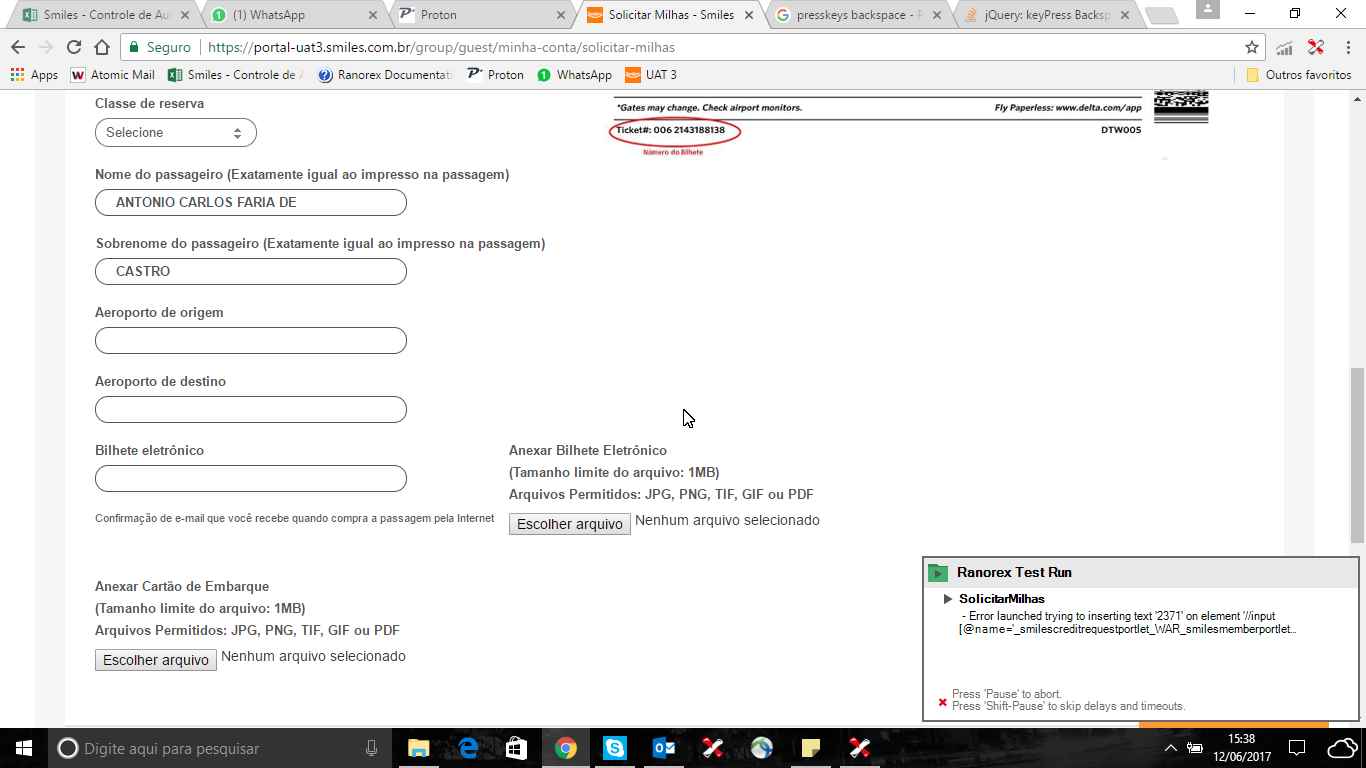 Smiles - Controle de Au
(1) WhatsApp
Proton
Solicitar Milhas - Smiles
presskeys backspace - P
jQuery: keyPress Backsp
Seguro
https://portal-uat3.smiles.com.br/group/guest/minha-conta/solicitar-milhas
Apps
Atomic Mail
Smiles - Controle de A
Ranorex Documentati
Proton
WhatsApp
UAT 3
Outros favoritos
Classe de reserva
Selecione
*Gates may change. Check airport monitors.
Fly Paperless: www.delta.com/app
Ticket#: 006 2143188138
DTW005
Número do Bilhete
Nome do passageiro (Exatamente igual ao impresso na passagem)
ANTONIO CARLOS FARIA DE
Sobrenome do passageiro (Exatamente igual ao impresso na passagem)
CASTRO
Aeroporto de origem
Aeroporto de destino
Bilhete eletrônico
Confirmação de e-mail que você recebe quando compra a passagem pela Internet
Anexar Bilhete Eletrônico
(Tamanho limite do arquivo: 1MB)
Arquivos Permitidos: JPG, PNG, TIF, GIF ou PDF
Escolher arquivo Nenhum arquivo selecionado
Anexar Cartão de Embarque
(Tamanho limite do arquivo: 1MB)
Arquivos Permitidos: JPG, PNG, TIF, GIF ou PDF
Escolher arquivo Nenhum arquivo selecionado
Ranorex Test Run
SolicitarMilhas
- Error launched trying to inserting text '2371' on element '//input
[@name='_smilescreditrequestportlet_WAR_smilesmemberportlet...
Press 'Pause' to abort.
Press 'Shift-Pause' to skip delays and timeouts.
Digite aqui para pesquisar
15:38
12/06/2017